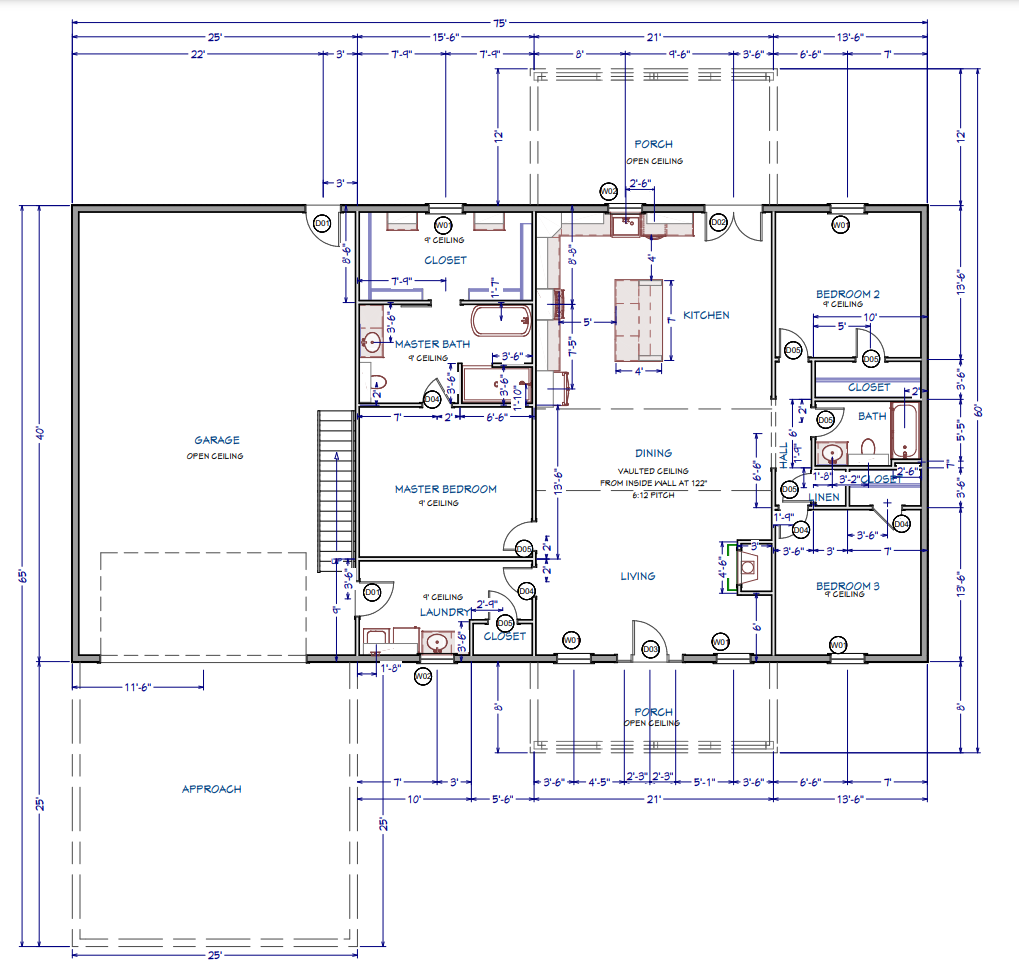 75'
25' 15'-6" 21' 13'-6"
22' 3' 7'-9" 7'-9" 8' 9'-6" 3'-6" 6'-6" 7'
12' 12'
PORCH
OPEN CEILING
3' 2'-6"
W02
D01 W01 D02 W01
9' CEILING
CLOSET
8'-6" 8'-8" 4' 13'-6"
7'-9" 1'-7"
BEDROOM 2
9' CEILING
10'
5'
KITCHEN
5' 7'
3'-6"
MASTER BATH
9' CEILING
3'-6" 7'-5" 4'
D05 D05
2' 3'-6" 3'-6" 1'-10"
D04
CLOSET 3'-6"
2'
7' 2' 6'-6"
BATH
D05
2' 6' 5'-5"
60'
40'
GARAGE
OPEN CEILING
DINING
VAULTED CEILING
FROM INSIDE WALL AT 122"
6:12 PITCH
HALL
1'-9"
6'-6" 13'-6"
7"
2'-6"
1'-8" 3'-2" CLOSET
MASTER BEDROOM
9' CEILING
D05
LINEN
3'-6"
1'-9"
D04 D04
3'-6"
3'-6" 3' 7'
D05 2'
2'
3'
65'
3'-6" 4'-6"
LIVING
BEDROOM 3
9' CEILING
13'-6"
D01 D04
9'
9' CEILING
LAUNDRY
2'-9"
D05
CLOSET
3'-6" 6'
W01 D03 W01 W01
1'-8"
W02
11'-6"
8' 8'
PORCH
OPEN CEILING
7' 3' 3'-6" 4'-5" 2'-3" 2'-3" 5'-1" 3'-6" 6'-6" 7'
10' 5'-6" 21' 13'-6"
APPROACH
25' 25'
25'